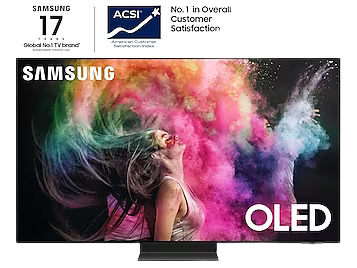 SAMSUNG
17
YEARS
Global No.1 TV brand
ACSI
American Customer
Satisfaction Index
No. 1 in Overall
Customer
Satisfaction
SAMSUNG
OLED